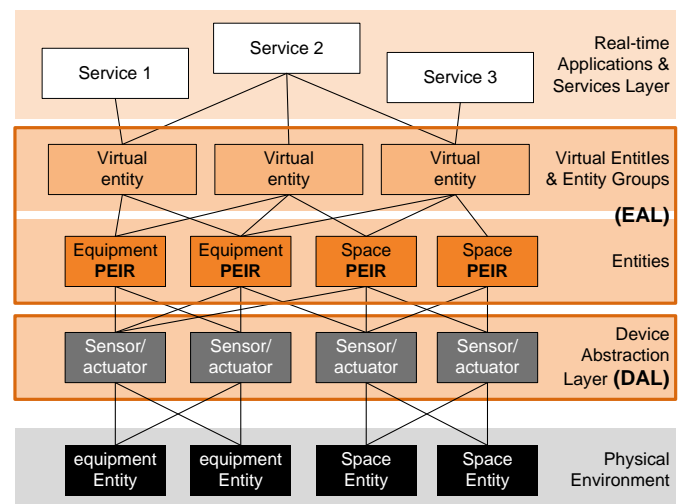 Service 1
Service 2
Service 3
Real-time
Applications &
Services Layer
Virtual
entity
Virtual
entity
Virtual
entity
Virtual Entitles
& Entity Groups
(EAL)
Equipment
PEIR
Equipment
PEIR
Space
PEIR
Space
PEIR
Entities
Sensor/
actuator
Sensor/
actuator
Sensor/
actuator
Sensor/
actuator
Device
Abstraction
Layer (DAL)
equipment
Entity
equipment
Entity
Space
Entity
Space
Entity
Physical
Environment